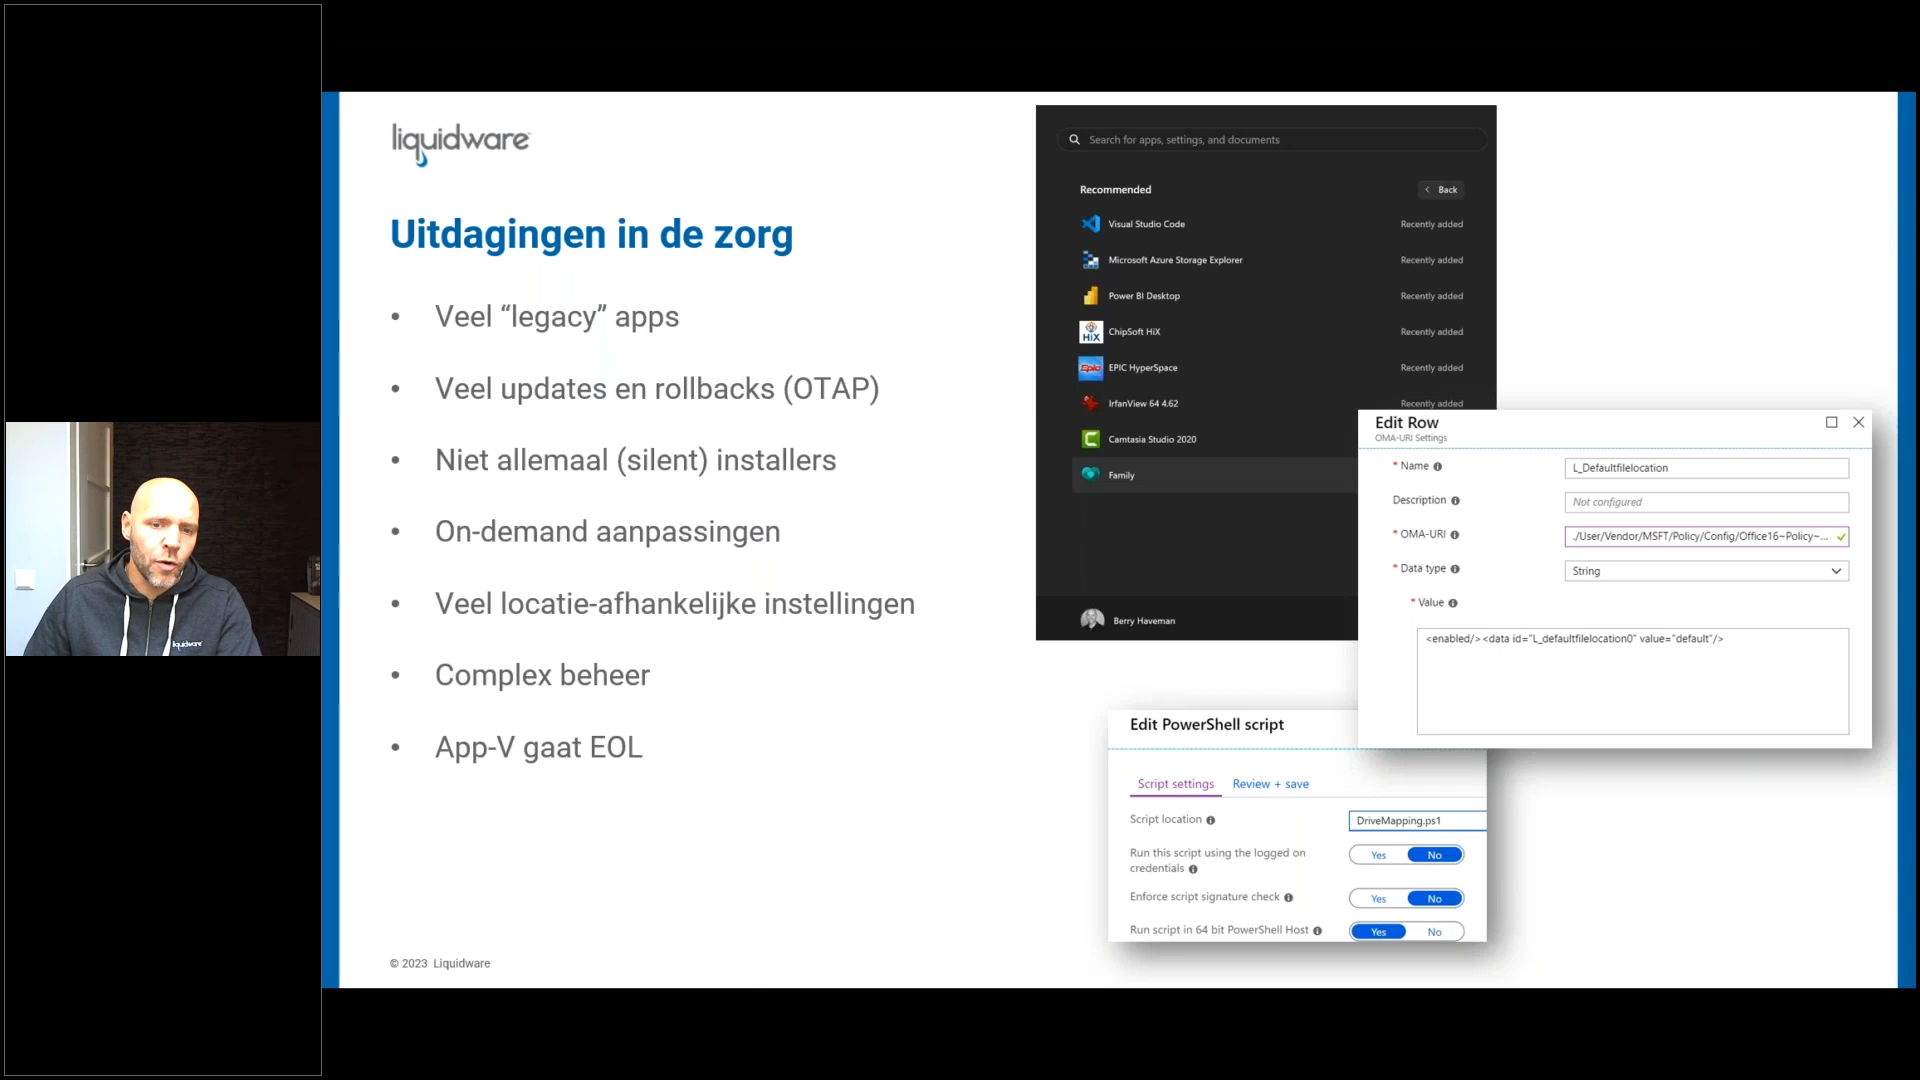 liquidware
Uitdagingen in de zorg
• Veel “legacy” apps
• Veel updates en rollbacks (OTAP)
• Niet allemaal (silent) installers
• On-demand aanpassingen
• Veel locatie-afhankelijke instellingen
• Complex beheer
• App-V gaat EOL
© 2023 Liquidware
Search for apps, settings, and documents
Recommended
Back
Visual Studio Code Recently added
Microsoft Azure Storage Explorer Recently added
Power BI Desktop Recently added
HiX ChipSoft HiX Recently added
Epic EPIC HyperSpace Recently added
IrfanView 64 4.62 Recently added
Camtasia Studio 2020
Family
Berry Haveman
Edit Row
OMA-URI Settings
* Name L_Defaultfilelocation
Description Not configured
* OMA-URI ./User/Vendor/MSFT/Policy/Config/Office16~Policy~...
* Data type String
* Value
<enabled/><data id="L_defaultfilelocation0" value="default"/>
Edit PowerShell script
Script settings Review + save
Script location DriveMapping.ps1
Run this script using the logged on
credentials
Yes No
Enforce script signature check Yes No
Run script in 64 bit PowerShell Host Yes No
liquidware